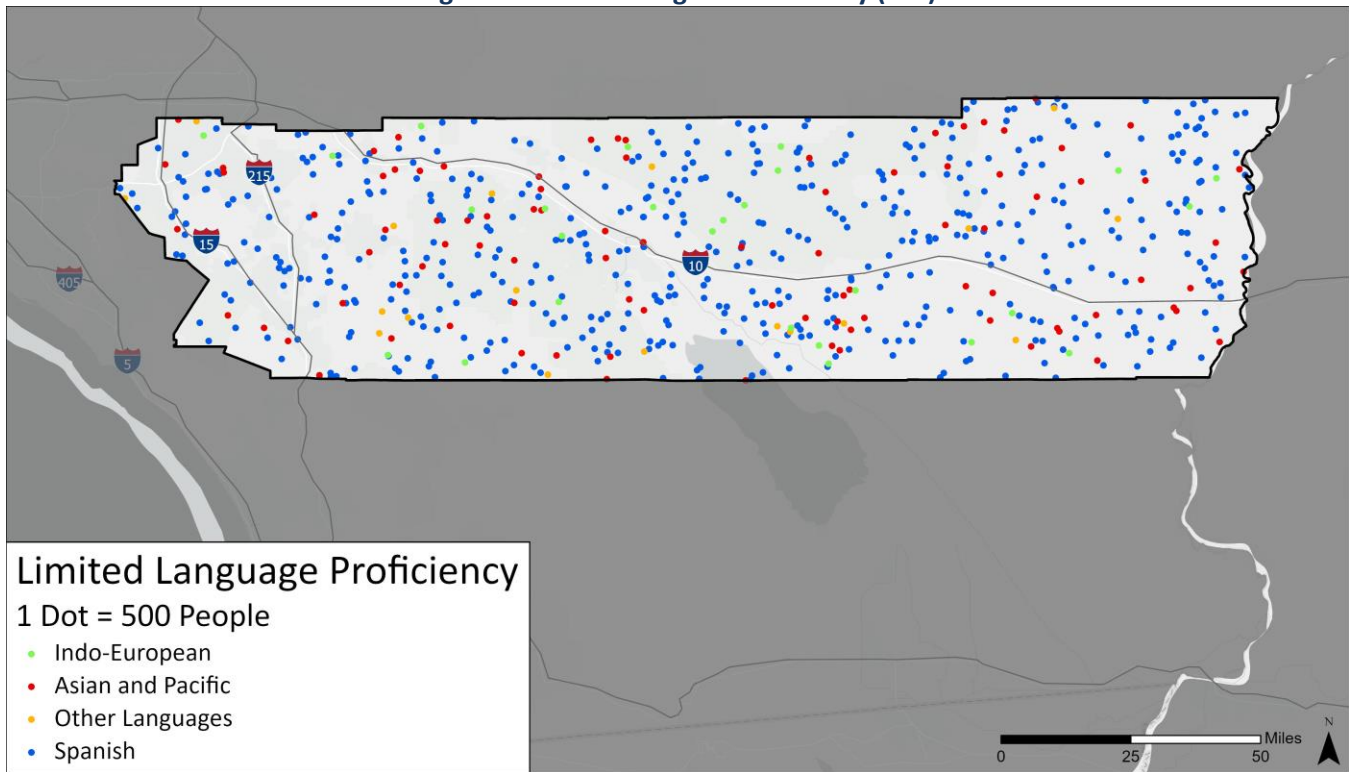 215
15
10
405
5
Limited Language Proficiency
1 Dot = 500 People
Indo-European
Asian and Pacific
Other Languages
Spanish
N
Miles
0 25 50